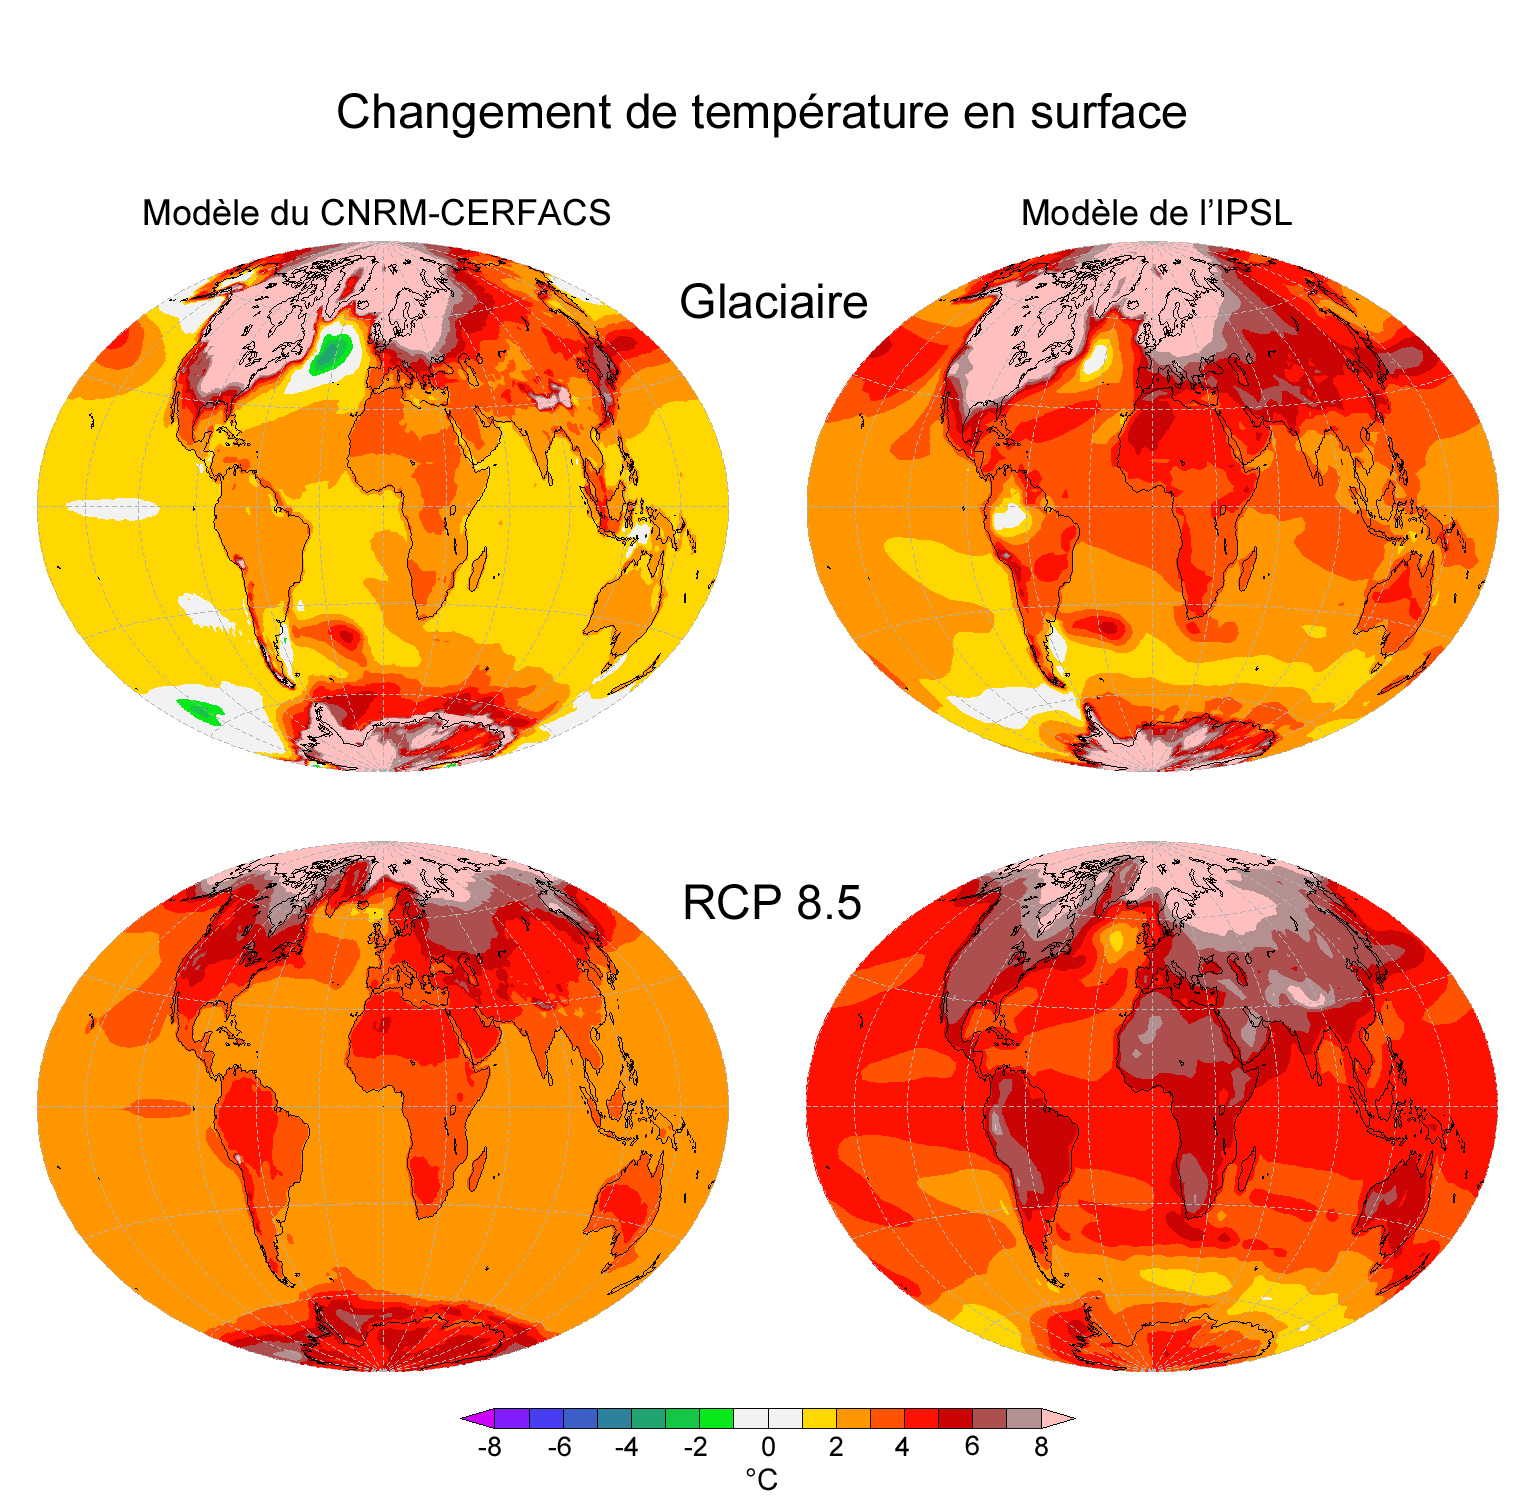 Changement de température en surface
Modèle du CNRM-CERFACS
Modèle de l’IPSL
Glaciaire
RCP 8.5
-8 -6 -4 -2 0 2 4 6 8
°C